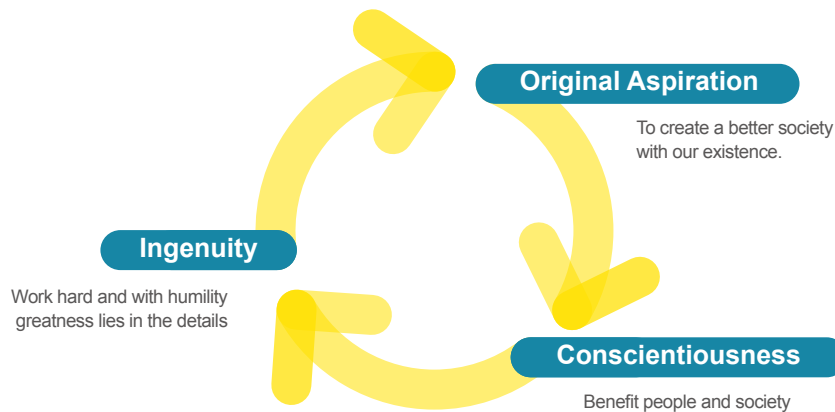 Original Aspiration
To create a better society
with our existence.
Ingenuity
Work hard and with humility
greatness lies in the details
Conscientiousness
Benefit people and society